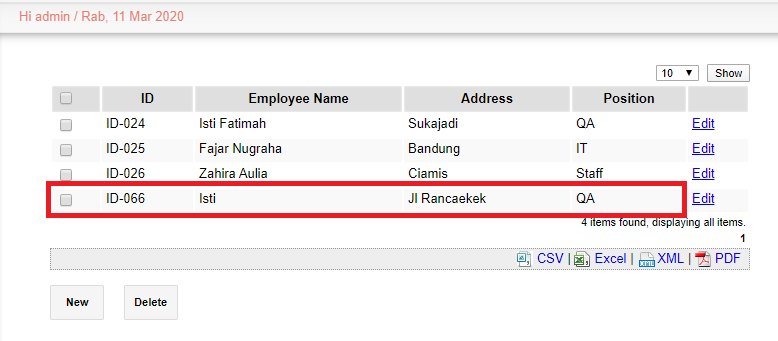 Hi admin / Rab, 11 Mar 2020
10 Show
ID Employee Name Address Position
ID-024 Isti Fatimah Sukajadi QA Edit
ID-025 Fajar Nugraha Bandung IT Edit
ID-026 Zahira Aulia Ciamis Staff Edit
ID-066 Isti Jl Rancaekek QA Edit
4 items found, displaying all items.
1
CSV | Excel | XML | PDF
New Delete